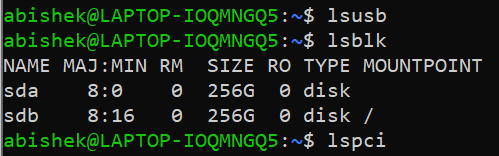 abishek@LAPTOP-IOQMNGQ5:~$ lsusb
abishek@LAPTOP-IOQMNGQ5:~$ lsblk
NAME MAJ:MIN RM  SIZE RO TYPE MOUNTPOINT
sda    8:0    0  256G  0 disk
sdb    8:16   0  256G  0 disk /
abishek@LAPTOP-IOQMNGQ5:~$ lspci